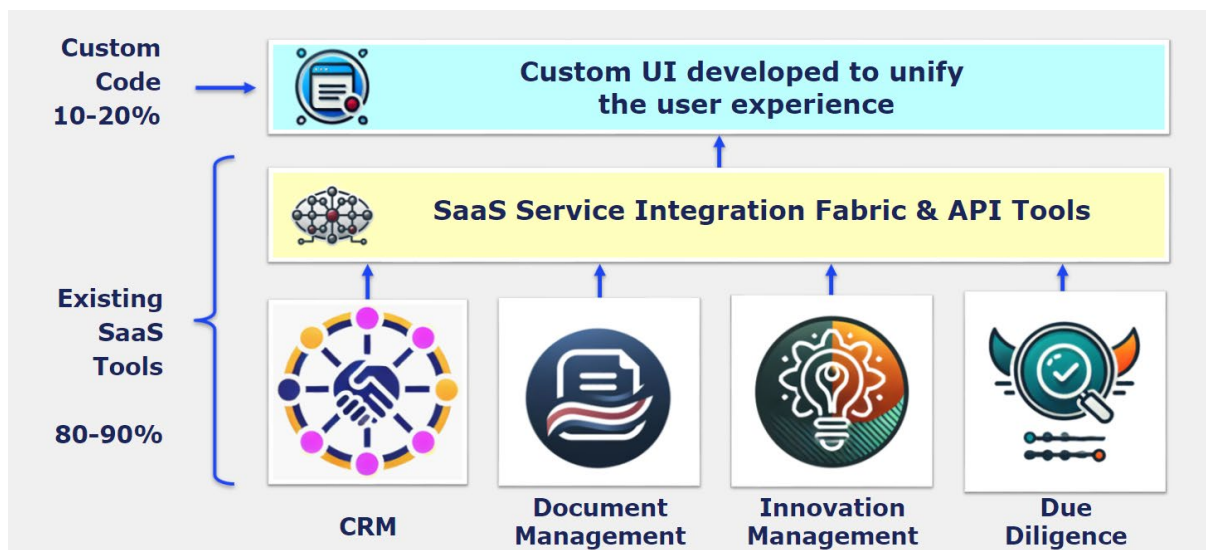 Custom
Code
10-20%
Custom UI developed to unify
the user experience
SaaS Service Integration Fabric & API Tools
Existing
SaaS
Tools
80-90%
CRM
Document
Management
Innovation
Management
Due
Diligence